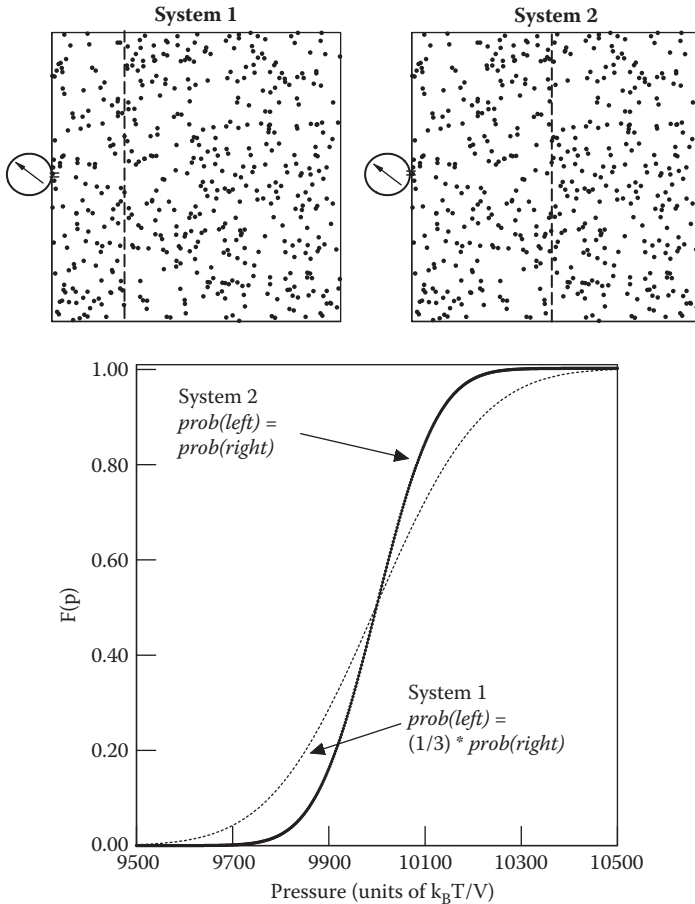 System 1
System 2
1.00
0.80
0.60
0.40
0.20
0.00
F(p)
System 2
prob(left) =
prob(right)
System 1
prob(left) =
(1/3) * prob(right)
9500
9700
9900
10100
10300
10500
Pressure (units of kBT/V)